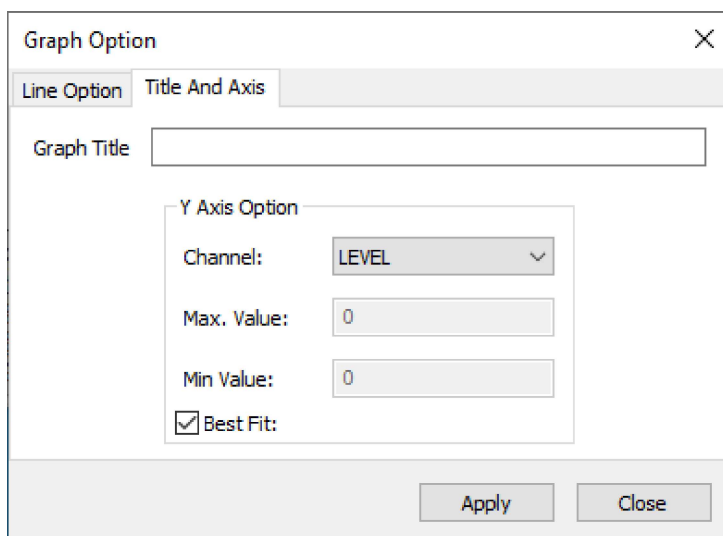 Graph Option
Line Option Title And Axis
Graph Title
Y Axis Option
Channel: LEVEL
Max. Value: 0
Min Value: 0
Best Fit:
Apply Close